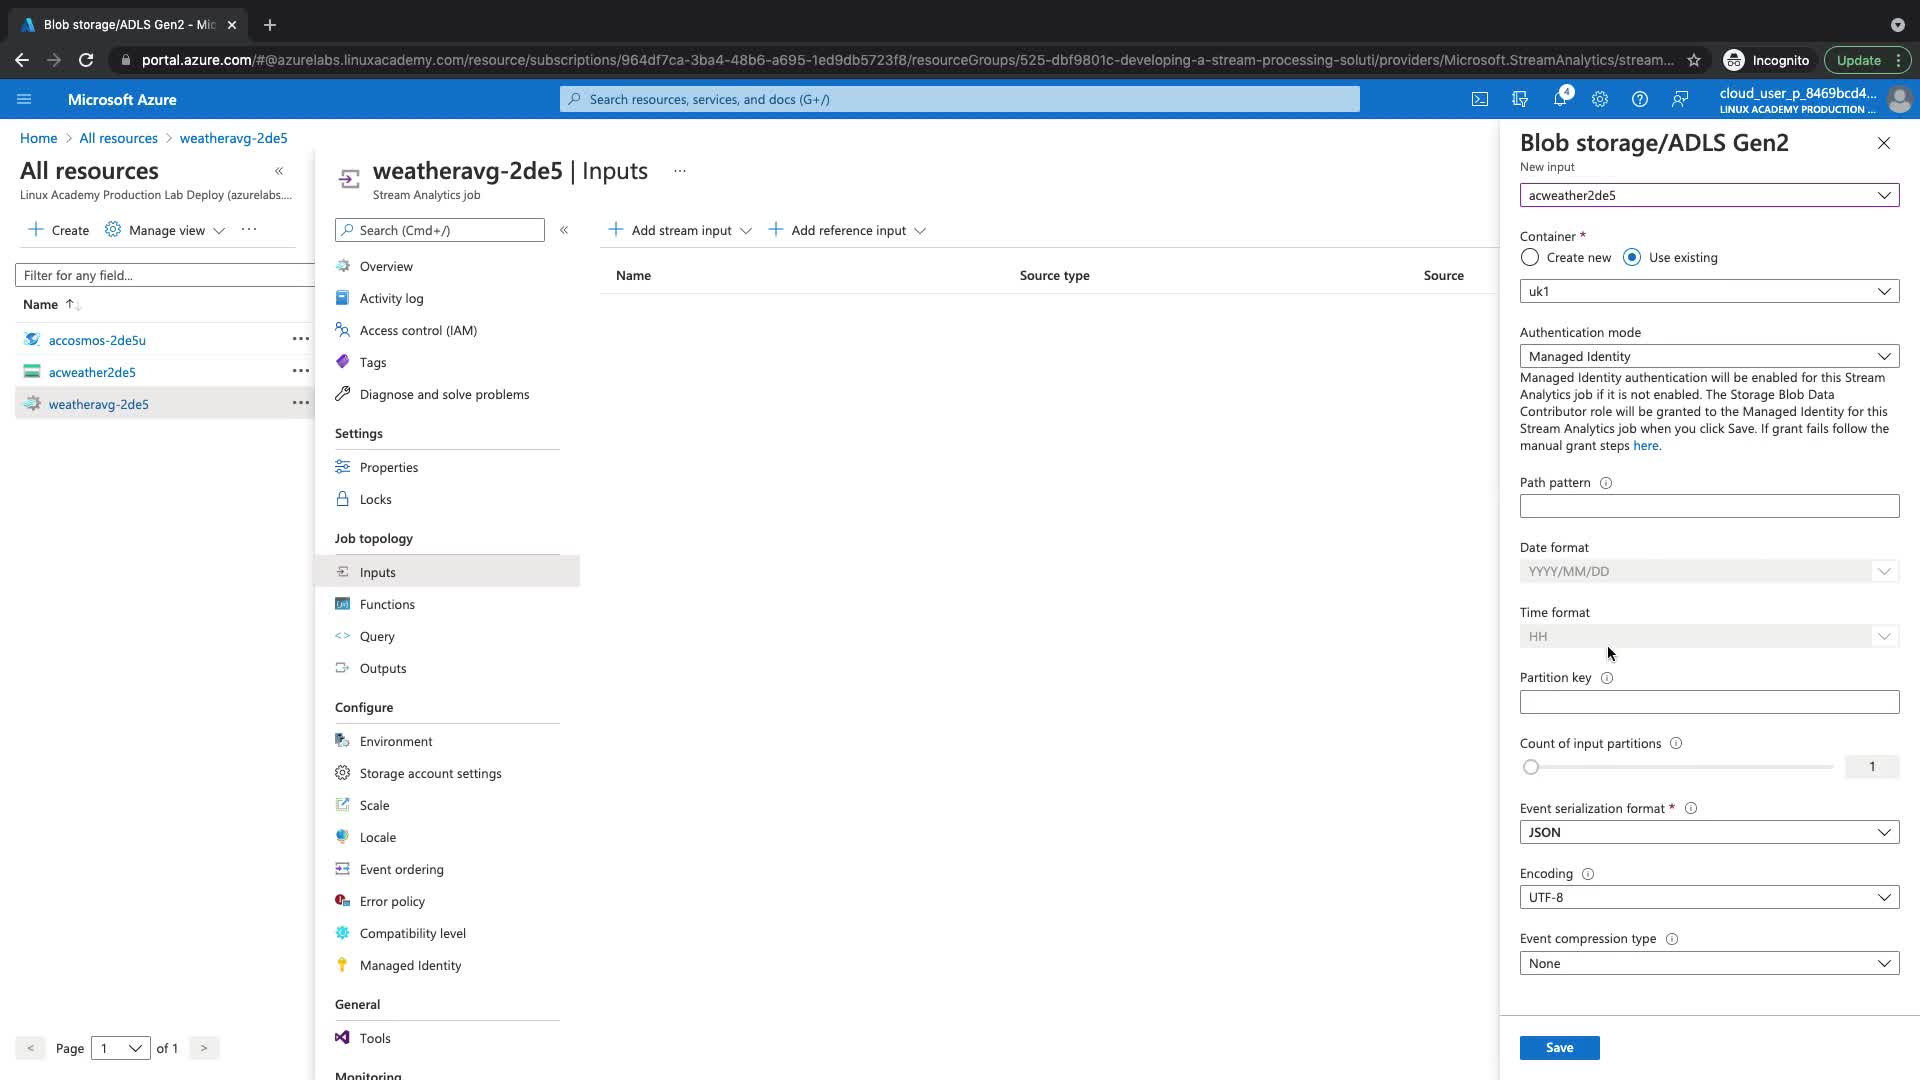 Blob storage/ADLS Gen2 - Mic
portal.azure.com/#@azurelabs.linuxacademy.com/resource/subscriptions/964df7ca-3ba4-48b6-a695-1ed9db5723f8/resourceGroups/525-dbf9801c-developing-a-stream-processing-soluti/providers/Microsoft.StreamAnalytics/stream...
Incognito
Update
Microsoft Azure
Search resources, services, and docs (G+/)
4
cloud_user_p_8469bcd4...
LINUX ACADEMY PRODUCTION ...
Home > All resources > weatheravg-2de5
All resources
Linux Academy Production Lab Deploy (azurelabs....
Create
Manage view
Filter for any field...
Name
accosmos-2de5u
acweather2de5
weatheravg-2de5
< Page 1 of 1 >
weatheravg-2de5 | Inputs
Stream Analytics job
Search (Cmd+/)
Overview
Activity log
Access control (IAM)
Tags
Diagnose and solve problems
Settings
Properties
Locks
Job topology
Inputs
Functions
Query
Outputs
Configure
Environment
Storage account settings
Scale
Locale
Event ordering
Error policy
Compatibility level
Managed Identity
General
Tools
Monitoring
Add stream input
Add reference input
Name Source type Source
Blob storage/ADLS Gen2
New input
acweather2de5
Container *
Create new Use existing
uk1
Authentication mode
Managed Identity
Managed Identity authentication will be enabled for this Stream
Analytics job if it is not enabled. The Storage Blob Data
Contributor role will be granted to the Managed Identity for this
Stream Analytics job when you click Save. If grant fails follow the
manual grant steps here.
Path pattern
Date format
YYYY/MM/DD
Time format
HH
Partition key
Count of input partitions
1
Event serialization format *
JSON
Encoding
UTF-8
Event compression type
None
Save